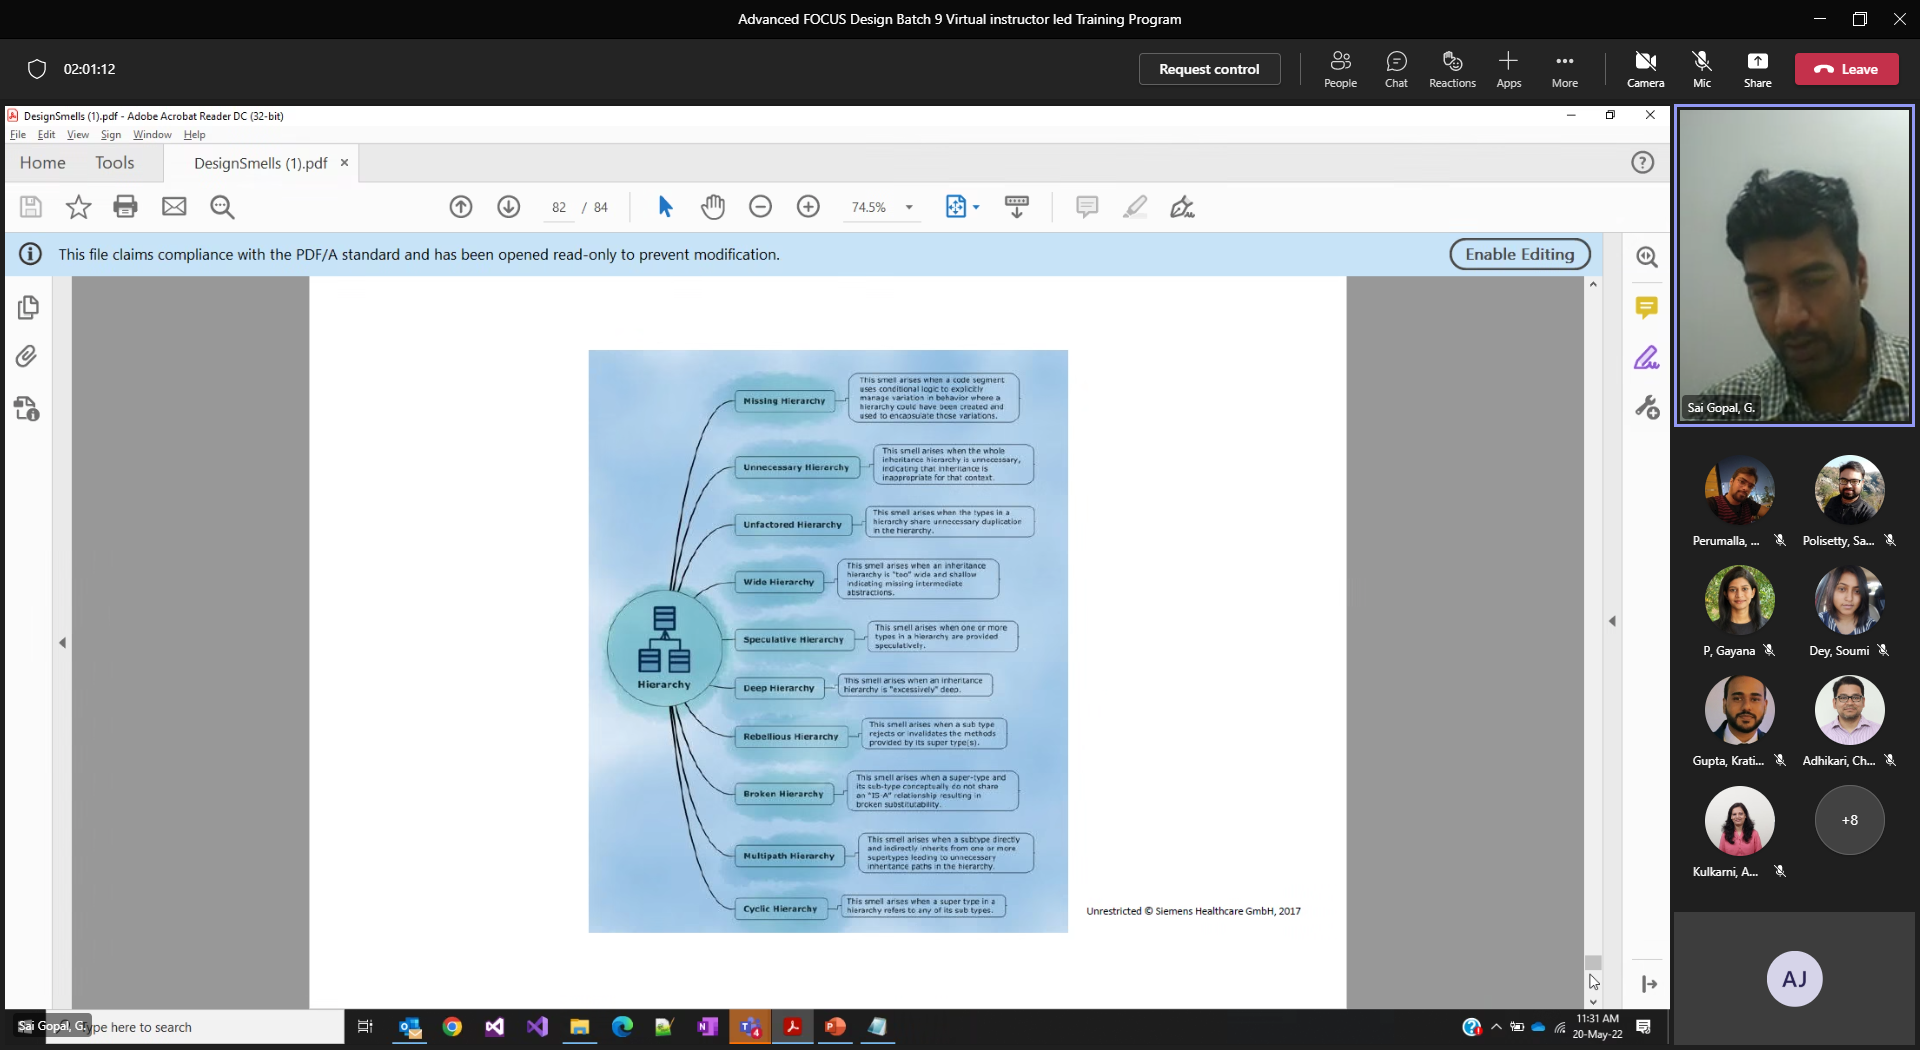 Advanced FOCUS Design Batch 9 Virtual instructor led Training Program
02:01:12
Request control
People
Chat
Reactions
Apps
More
Camera
Mic
Share
Leave
DesignSmells (1).pdf - Adobe Acrobat Reader DC (32-bit)
File Edit View Sign Window Help
Home Tools DesignSmells (1).pdf
82 / 84
74.5%
This file claims compliance with the PDF/A standard and has been opened read-only to prevent modification.
Enable Editing
Hierarchy
Missing Hierarchy
This smell arises when a code segment
uses conditional logic to explicitly
manage variation in behavior where a
hierarchy could have been created and
used to encapsulate those variations.
Unnecessary Hierarchy
This smell arises when the whole
inheritance hierarchy is unnecessary,
indicating that inheritance is
inappropriate for that context.
Unfactored Hierarchy
This smell arises when the types in a
hierarchy share unnecessary duplication
in the hierarchy.
Wide Hierarchy
This smell arises when an inheritance
hierarchy is "too" wide and shallow
indicating missing intermediate
abstractions.
Speculative Hierarchy
This smell arises when one or more
types in a hierarchy are provided
speculatively.
Deep Hierarchy
This smell arises when an inheritance
hierarchy is "excessively" deep.
Rebellious Hierarchy
This smell arises when a sub type
rejects or invalidates the methods
provided by its super type(s).
Broken Hierarchy
This smell arises when a super-type and
its sub-type conceptually do not share
an "IS-A" relationship resulting in
broken substitutability.
Multipath Hierarchy
This smell arises when a subtype directly
and indirectly inherits from one or more
supertypes leading to unnecessary
inheritance paths in the hierarchy.
Cyclic Hierarchy
This smell arises when a super type in a
hierarchy refers to any of its sub types.
Unrestricted © Siemens Healthcare GmbH, 2017
Sai Gopal, G.
Perumalla, ...
Polisetty, Sa...
P, Gayana
Dey, Soumi
Gupta, Krati...
Adhikari, Ch...
Kulkarni, A...
+8
AJ
Sai Gopal, G.
ype here to search
4
11:31 AM
20-May-22